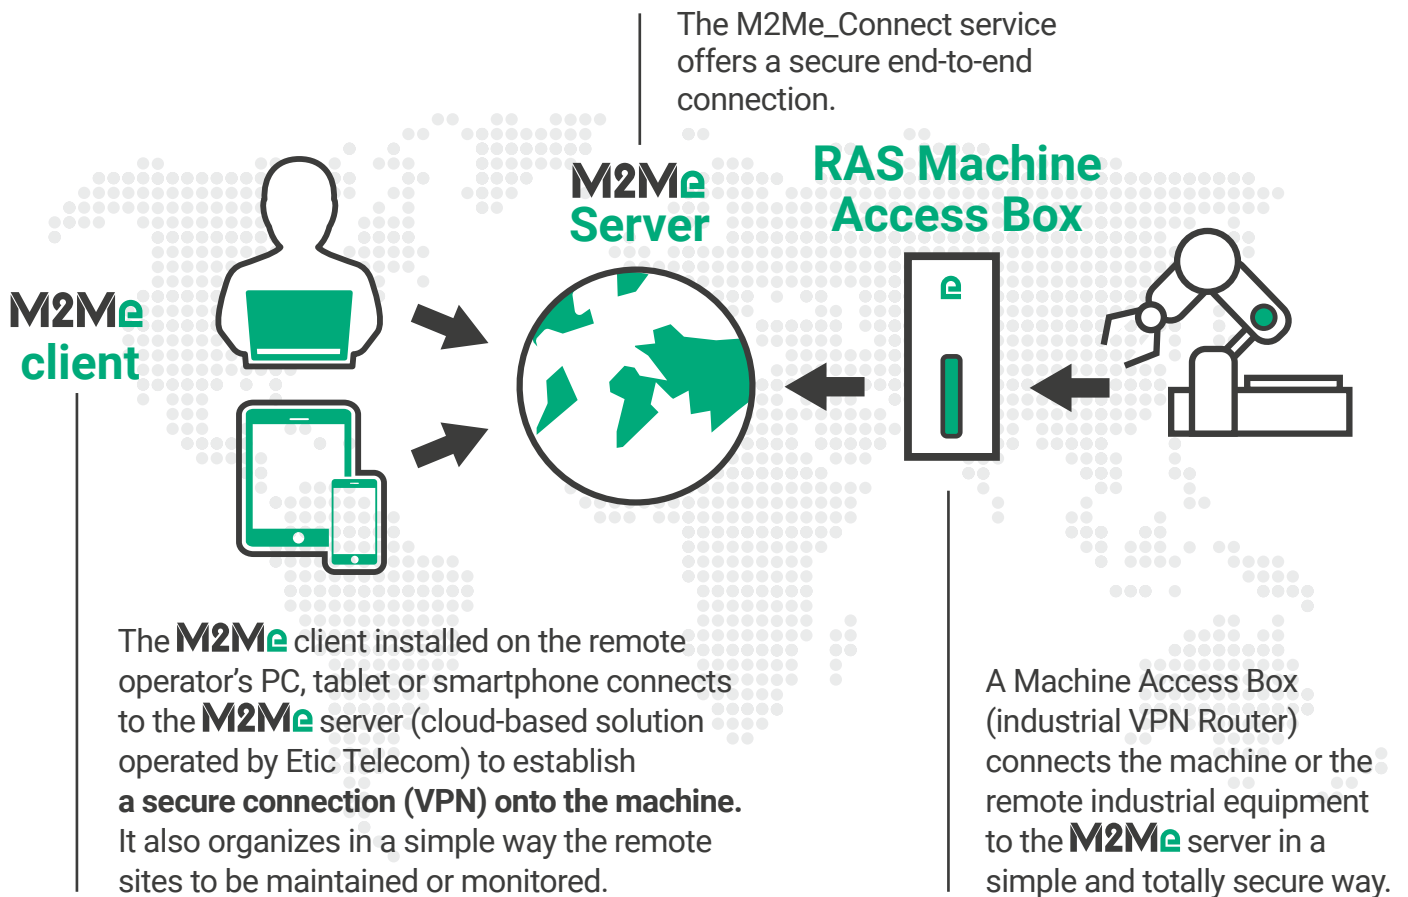 The M2Me_Connect service
offers a secure end-to-end
connection.
M2Me
Server
RAS Machine
Access Box
M2Me
client
The M2Me client installed on the remote
operator's PC, tablet or smartphone connects
to the M2Me server (cloud-based solution
operated by Etic Telecom) to establish
a secure connection (VPN) onto the machine.
It also organizes in a simple way the remote
sites to be maintained or monitored.
A Machine Access Box
(industrial VPN Router)
connects the machine or the
remote industrial equipment
to the M2Me server in a
simple and totally secure way.